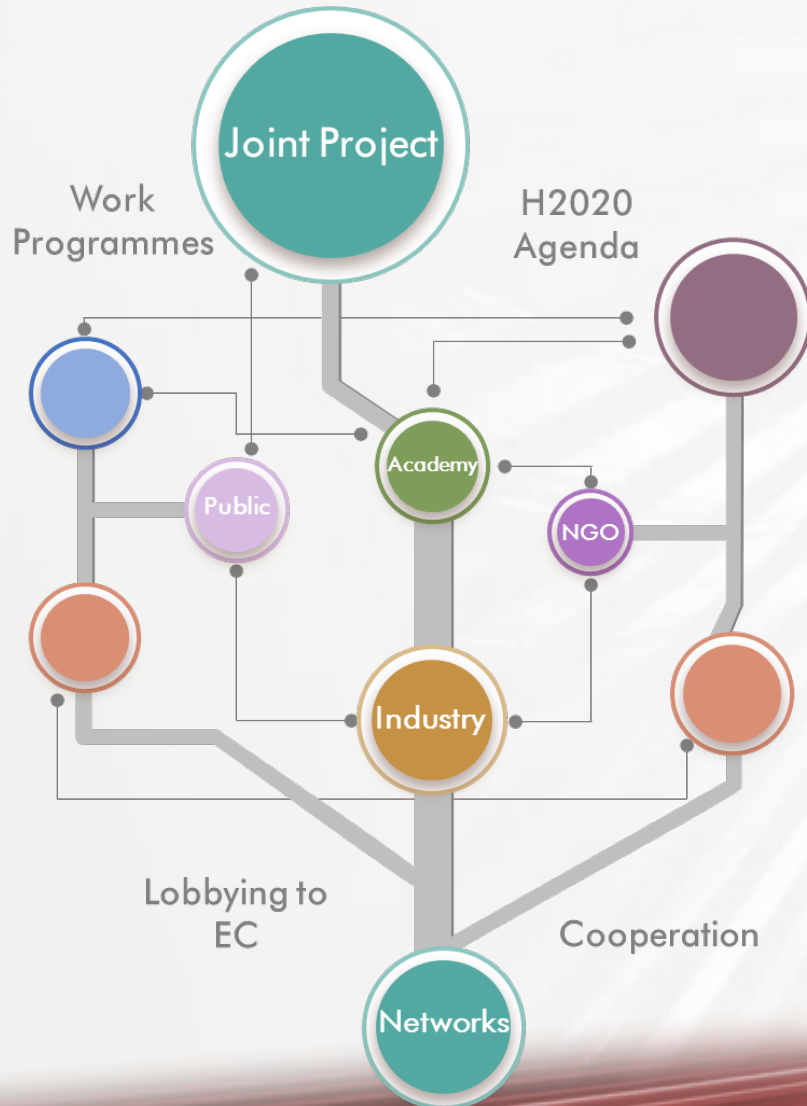 Joint Project
Work
Programmes
H2020
Agenda
Academy
Public
NGO
Industry
Lobbying to
EC
Cooperation
Networks